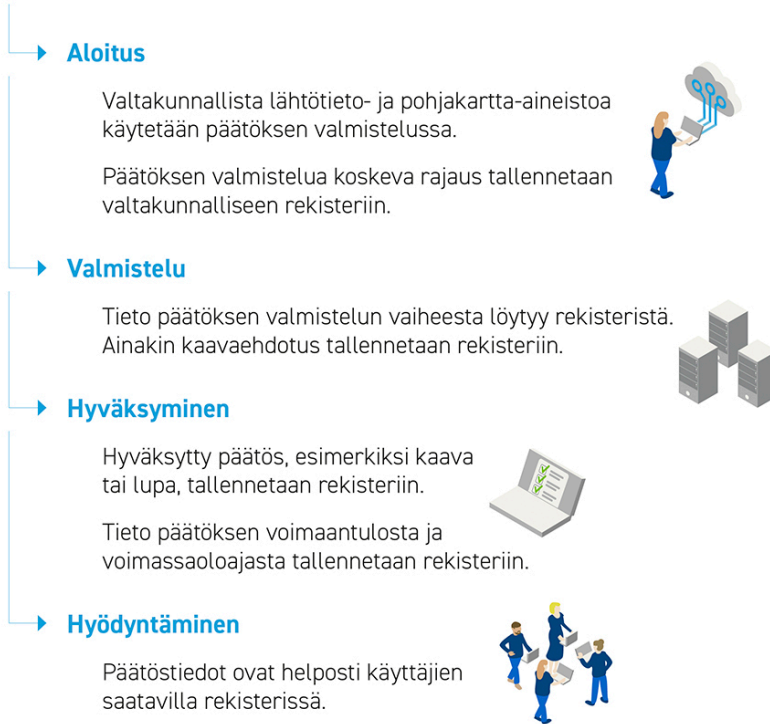 Aloitus
Valtakunnallista lähtötieto- ja pohjakartta-aineistoa
käytetään päätöksen valmistelussa.
Päätöksen valmistelua koskeva rajaus tallennetaan
valtakunnalliseen rekisteriin.
Valmistelu
Tieto päätöksen valmistelun vaiheesta löytyy rekisteristä.
Ainakin kaavaehdotus tallennetaan rekisteriin.
Hyväksyminen
Hyväksytty päätös, esimerkiksi kaava
tai lupa, tallennetaan rekisteriin.
Tieto päätöksen voimaantulosta ja
voimassaoloajasta tallennetaan rekisteriin.
Hyödyntäminen
Päätöstiedot ovat helposti käyttäjien
saatavilla rekisterissä.